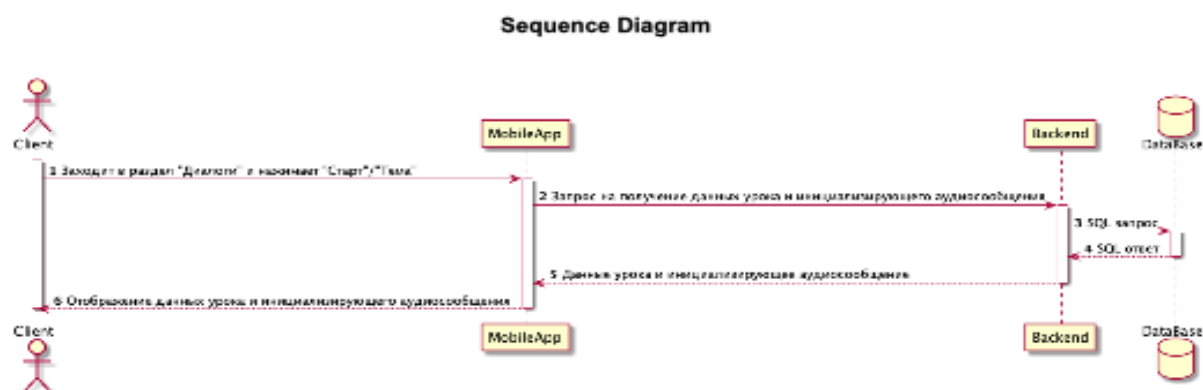 Sequence Diagram
Client
MobileApp
Backend
DataBase
1 Заходит в раздел "Диалоги" и нажимает "Старт"/"Тема"
2 Запрос на получение данных урока и инициализирующего аудиосообщения
3 SQL запрос
4 SQL ответ
5 Данные урока и инициализирующее аудиосообщение
6 Отображение данных урока и инициализирующего аудиосообщения
Client
MobileApp
Backend
DataBase